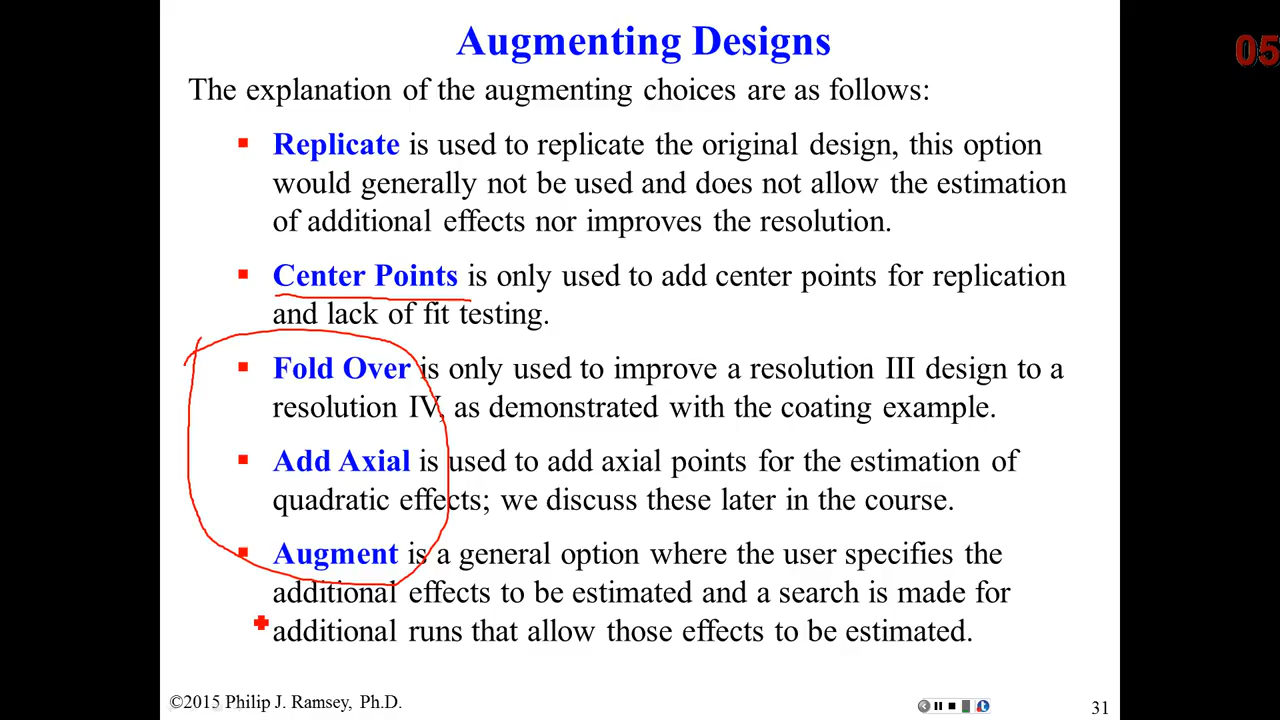 Augmenting Designs
05
The explanation of the augmenting choices are as follows:
Replicate is used to replicate the original design, this option
would generally not be used and does not allow the estimation
of additional effects nor improves the resolution.
Center Points is only used to add center points for replication
and lack of fit testing.
Fold Over is only used to improve a resolution III design to a
resolution IV, as demonstrated with the coating example.
Add Axial is used to add axial points for the estimation of
quadratic effects; we discuss these later in the course.
Augment is a general option where the user specifies the
additional effects to be estimated and a search is made for
additional runs that allow those effects to be estimated.
©2015 Philip J. Ramsey, Ph.D.
31